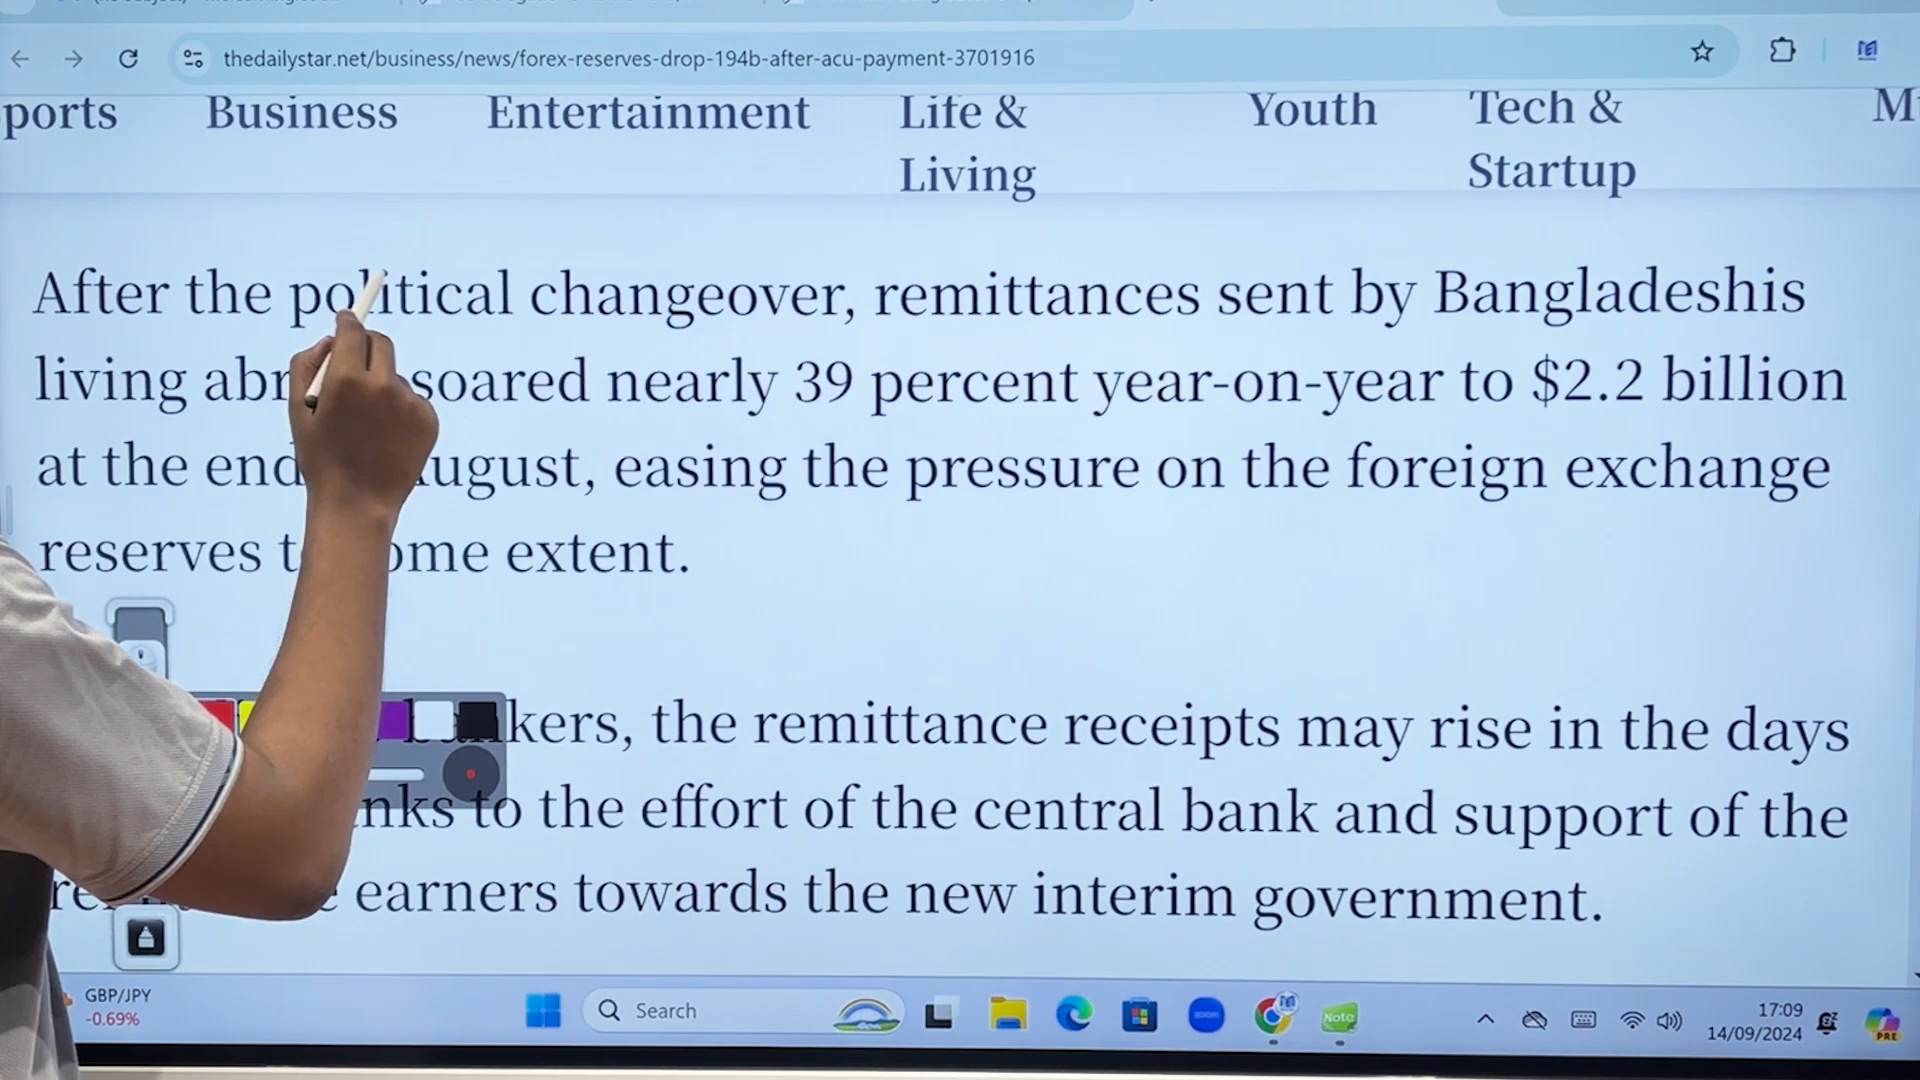 thedailystar.net/business/news/forex-reserves-drop-194b-after-acu-payment-3701916
ports Business Entertainment Life & Living Youth Tech & Startup M
After the political changeover, remittances sent by Bangladeshis
living abr soared nearly 39 percent year-on-year to $2.2 billion
at the end ugust, easing the pressure on the foreign exchange
reserves t ome extent.
kers, the remittance receipts may rise in the days
nks to the effort of the central bank and support of the
earners towards the new interim government.
GBP/JPY
-0.69%
Search
zoom
Note
PRE
17:09
14/09/2024